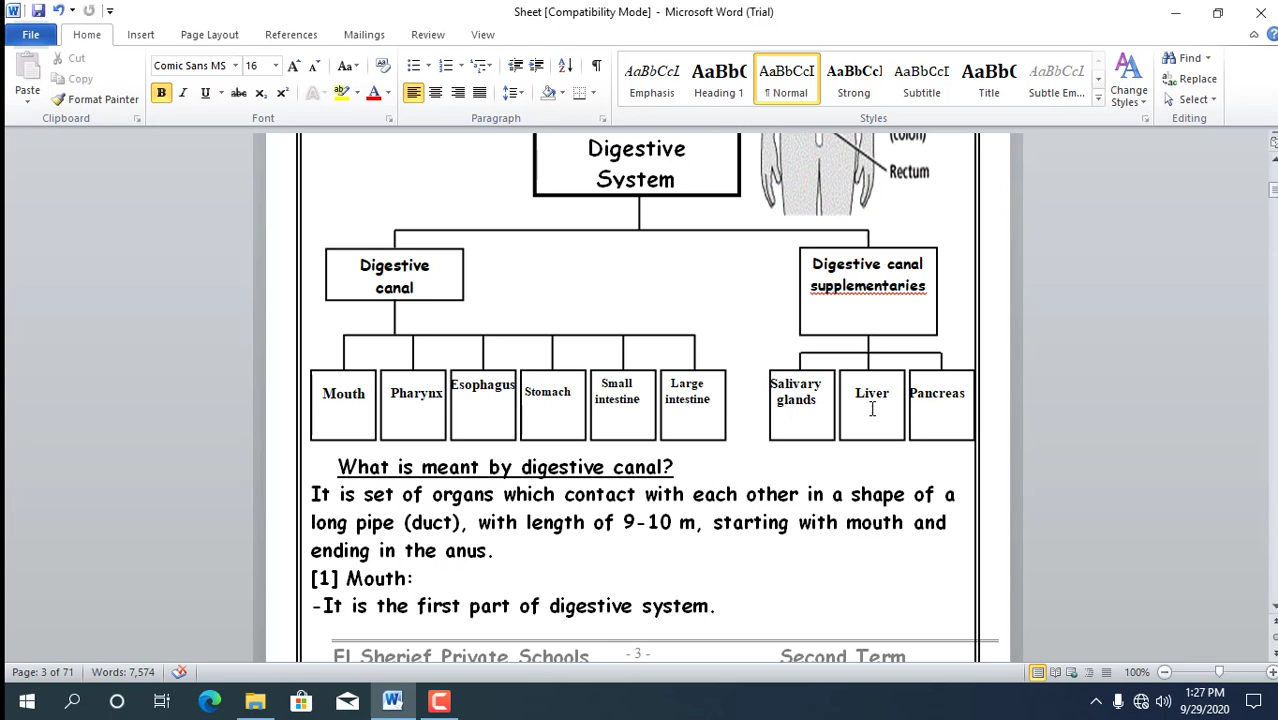 Sheet [Compatibility Mode] - Microsoft Word (Trial)
File Home Insert Page Layout References Mailings Review View
Paste
Cut
Copy
Format Painter
Clipboard
Comic Sans MS 16
B I U abc
Font
Paragraph
AaBbCcI AaBb( AaBbCcI AaBbCcl AaBbCcI AaBb( AaBbCcI
Emphasis Heading 1 ¶ Normal Strong Subtitle Title Subtle Em...
Change
Styles
Styles
Find
Replace
Select
Editing
(colon)
Rectum
Digestive
System
Digestive
canal
Digestive canal
supplementaries
Mouth
Pharynx
Esophagus
Stomach
Small
intestine
Large
intestine
Salivary
glands
Liver
Pancreas
What is meant by digestive canal?
It is set of organs which contact with each other in a shape of a
long pipe (duct), with length of 9-10 m, starting with mouth and
ending in the anus.
[1] Mouth:
-It is the first part of digestive system.
El Sherief Private Schools - 3 - Second Term
Page: 3 of 71 Words: 7,574 100%
1:27 PM
9/29/2020